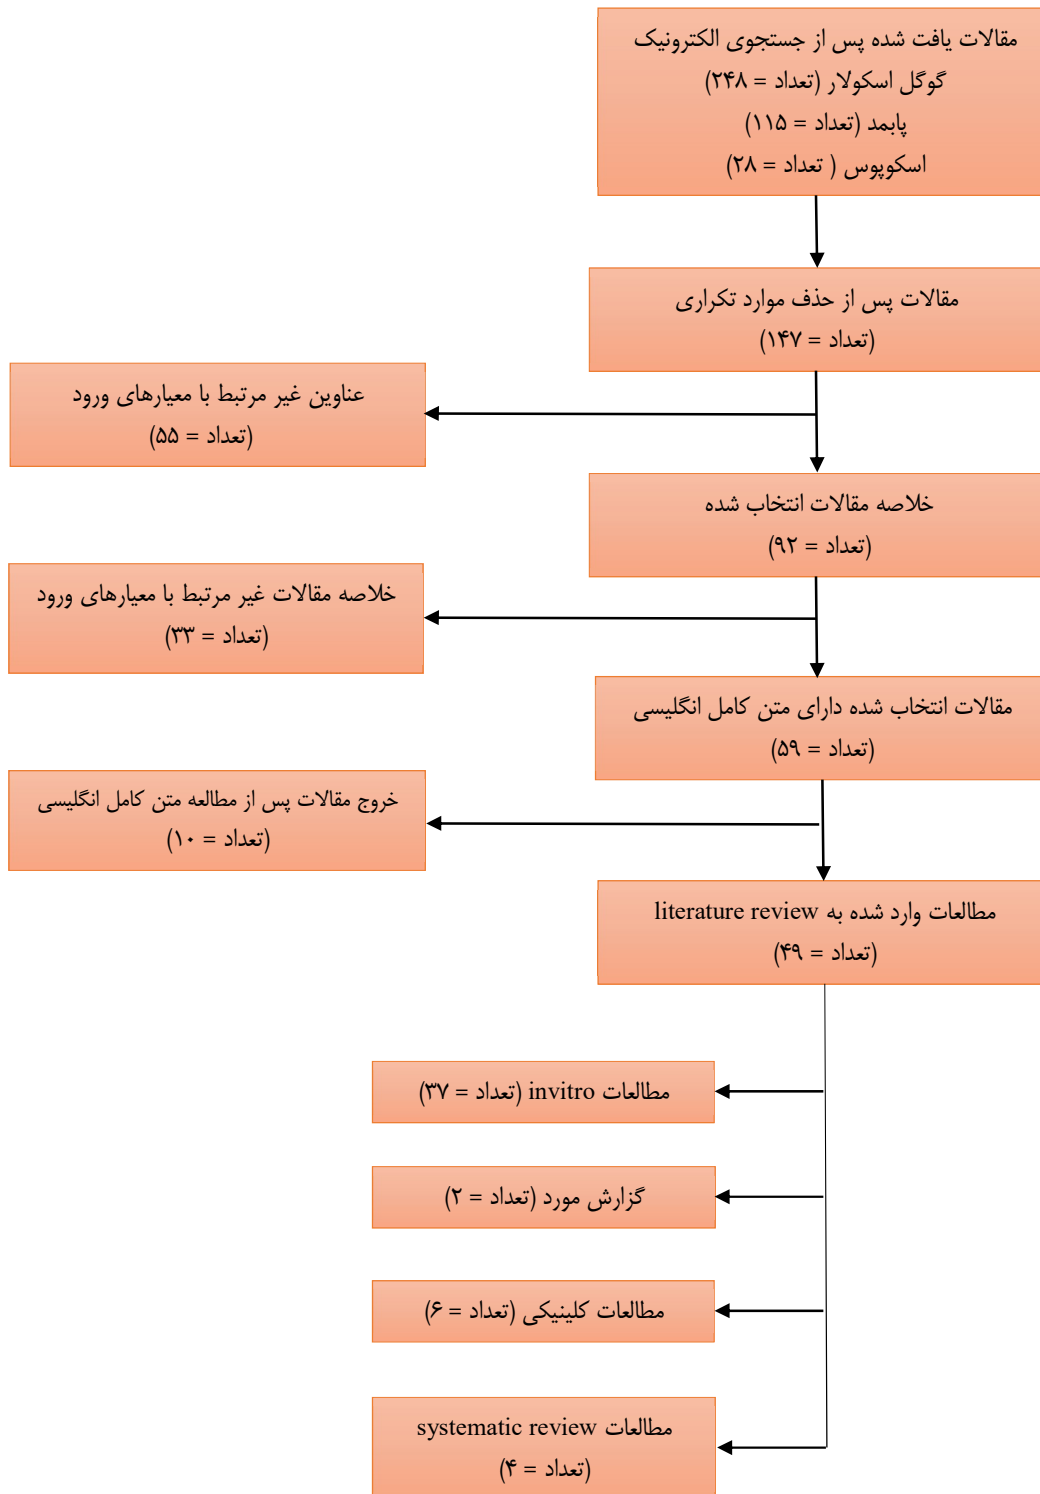 مقالات یافت شده پس از جستجوی الکترونیک
گوگل اسکولار (تعداد = ۲۴۸)
پابمد (تعداد = ۱۱۵)
اسکوپوس ( تعداد = ۲۸)
مقالات پس از حذف موارد تکراری
(تعداد = ۱۴۷)
عناوین غیر مرتبط با معیارهای ورود
(تعداد = ۵۵)
خلاصه مقالات انتخاب شده
(تعداد = ۹۲)
خلاصه مقالات غیر مرتبط با معیارهای ورود
(تعداد = ۳۳)
مقالات انتخاب شده دارای متن کامل انگلیسی
(تعداد = ۵۹)
خروج مقالات پس از مطالعه متن کامل انگلیسی
(تعداد = ۱۰)
مطالعات وارد شده به literature review
(تعداد = ۴۹)
مطالعات invitro (تعداد = ۳۷)
گزارش مورد (تعداد = ۲)
مطالعات کلینیکی (تعداد = ۶)
مطالعات systematic review
(تعداد = ۴)